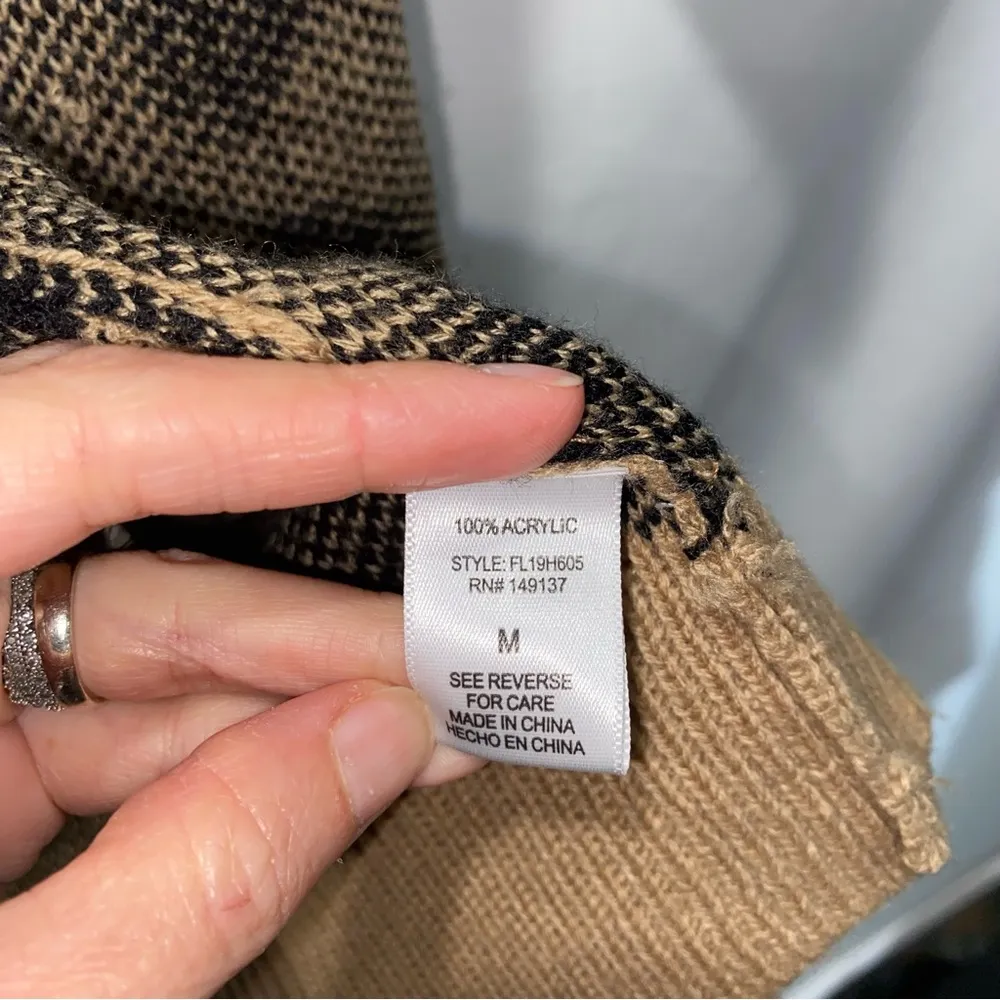 100% ACRYLIC
STYLE: FL19H605
RN# 149137
M
SEE REVERSE
FOR CARE
MADE IN CHINA
HECHO EN CHINA